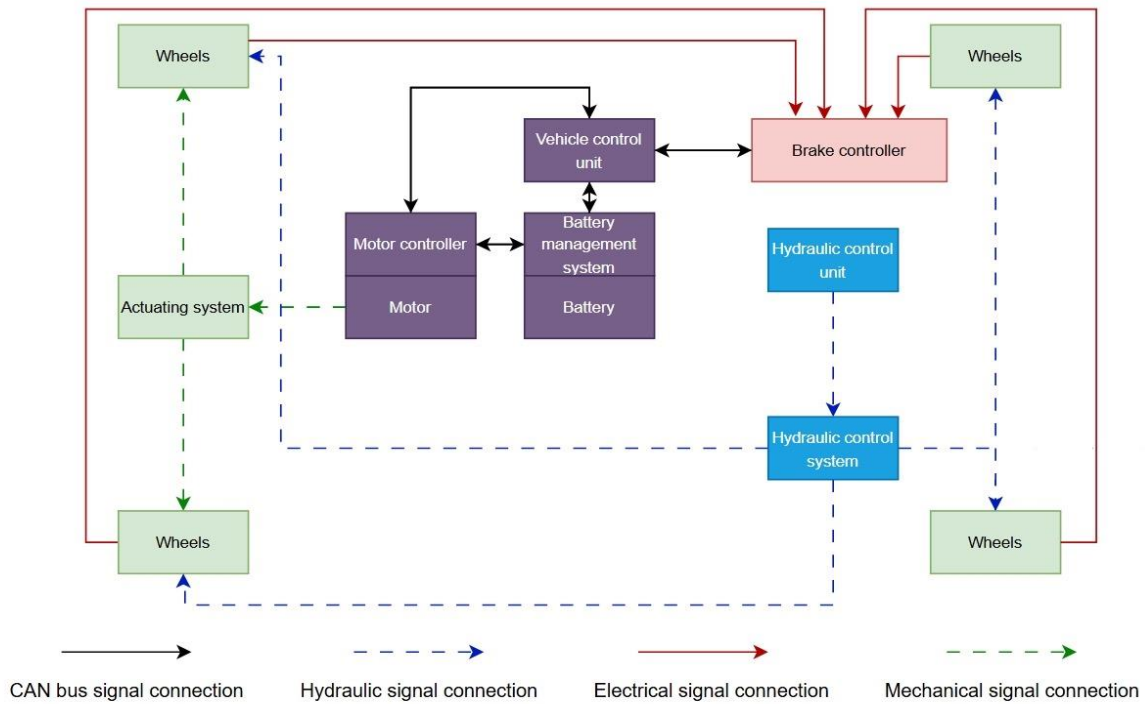 Wheels
Wheels
Vehicle control
unit
Brake controller
Motor controller
Battery
management
system
Hydraulic control
unit
Actuating system
Motor
Battery
Hydraulic control
system
Wheels
Wheels
CAN bus signal connection
Hydraulic signal connection
Electrical signal connection
Mechanical signal connection